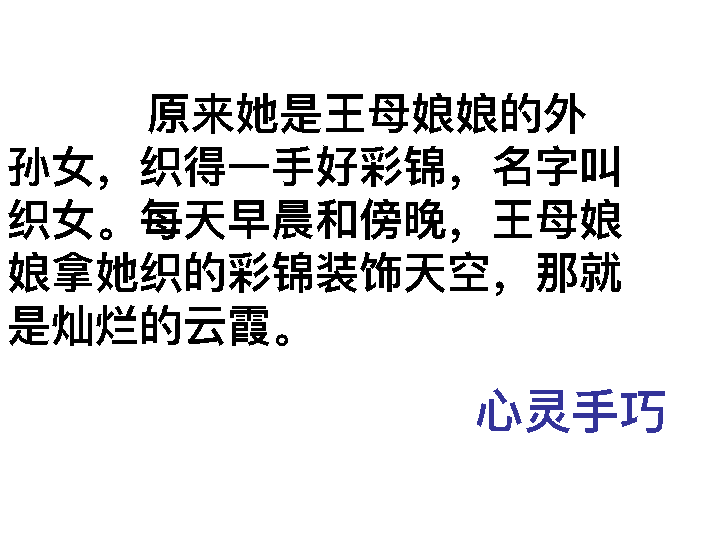 原来她是王母娘娘的外
孙女，织得一手好彩锦，名字叫
织女。每天早晨和傍晚，王母娘
娘拿她织的彩锦装饰天空，那就
是灿烂的云霞。
心灵手巧